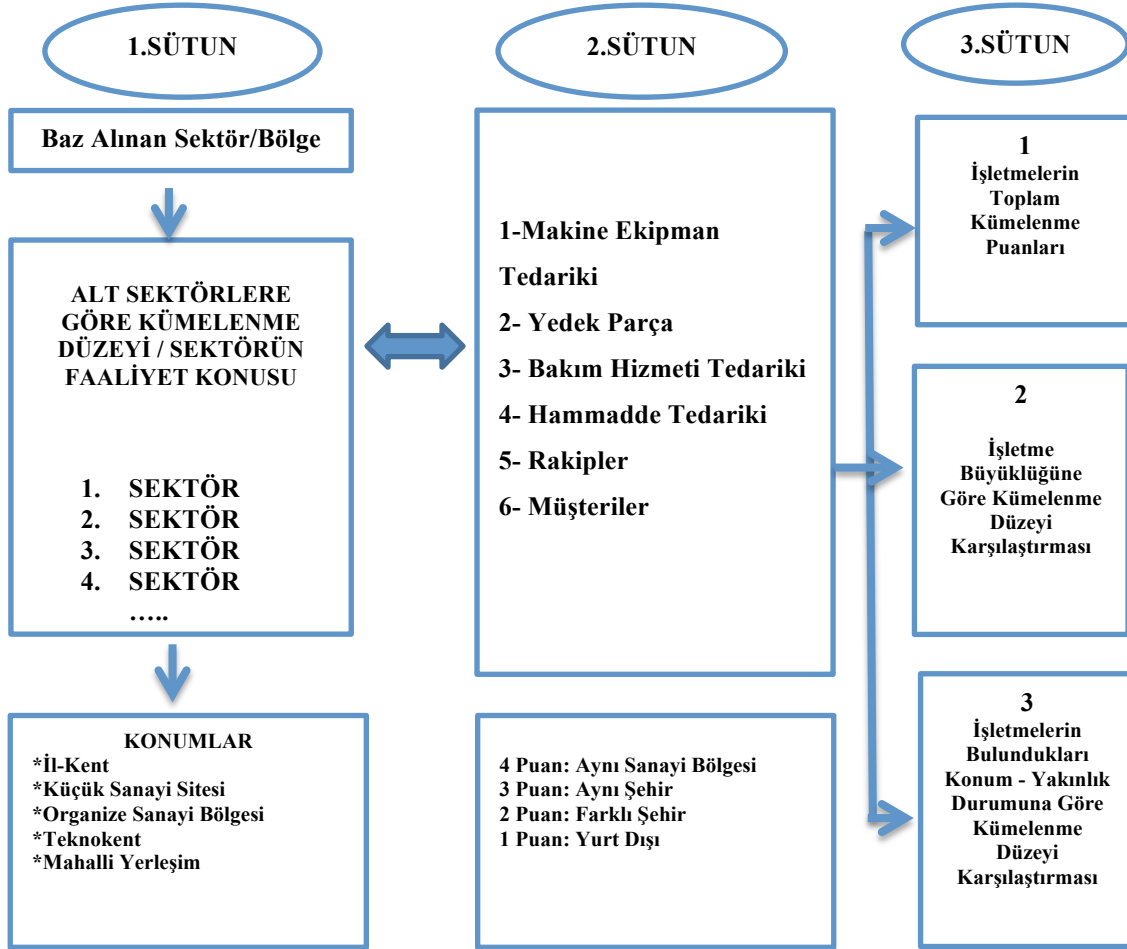 1.SÜTUN
Baz Alınan Sektör/Bölge
ALT SEKTÖRLERE
GÖRE KÜMELENME
DÜZEYİ / SEKTÖRÜN
FAALİYET KONUSU
1. SEKTÖR
2. SEKTÖR
3. SEKTÖR
4. SEKTÖR
…..
KONUMLAR
*İl-Kent
*Küçük Sanayi Sitesi
*Organize Sanayi Bölgesi
*Teknokent
*Mahalli Yerleşim
2.SÜTUN
1-Makine Ekipman
Tedariki
2- Yedek Parça
3- Bakım Hizmeti Tedariki
4- Hammadde Tedariki
5- Rakipler
6- Müşteriler
4 Puan: Aynı Sanayi Bölgesi
3 Puan: Aynı Şehir
2 Puan: Farklı Şehir
1 Puan: Yurt Dışı
3.SÜTUN
1
İşletmelerin
Toplam
Kümelenme
Puanları
2
İşletme
Büyüklüğüne
Göre Kümelenme
Düzeyi
Karşılaştırması
3
İşletmelerin
Bulundukları
Konum - Yakınlık
Durumuna Göre
Kümelenme
Düzeyi
Karşılaştırması